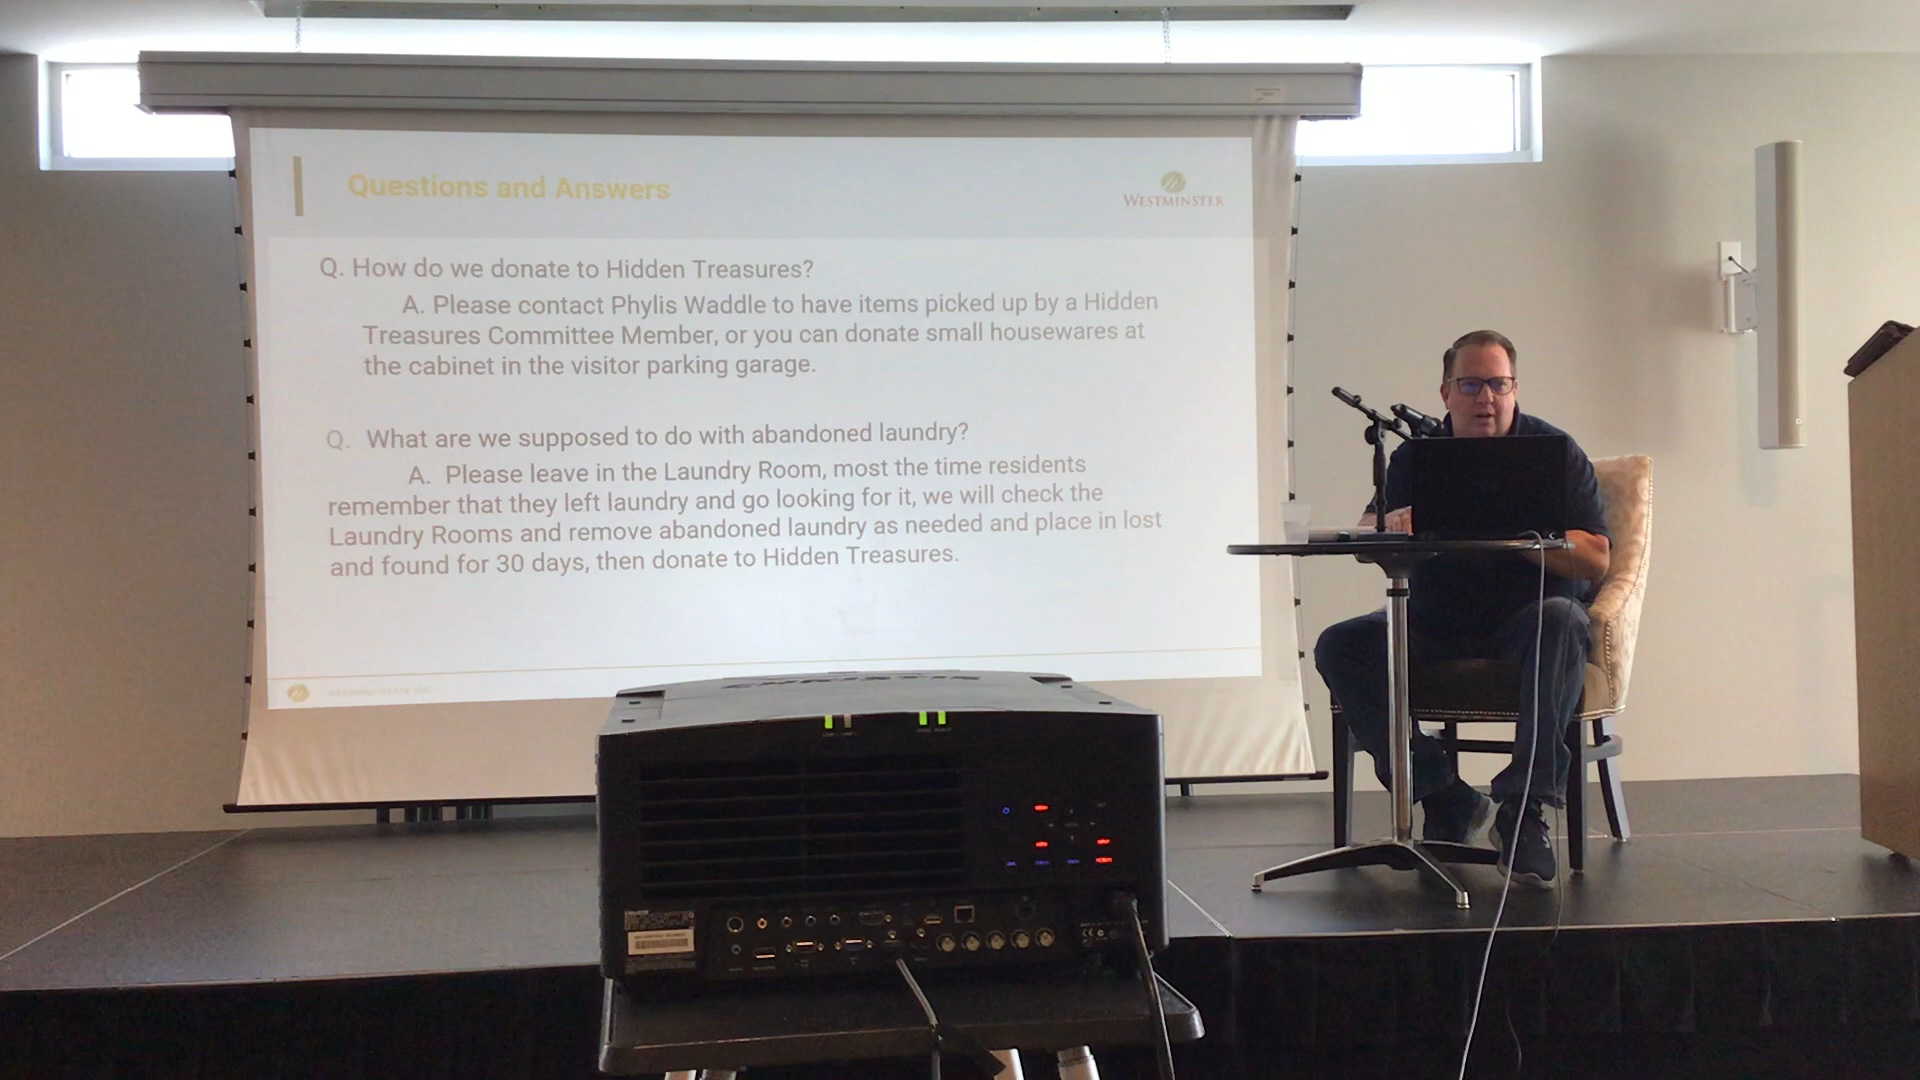 Questions and Answers
WESTMINSTER
Q. How do we donate to Hidden Treasures?
A. Please contact Phylis Waddle to have items picked up by a Hidden
Treasures Committee Member, or you can donate small housewares at
the cabinet in the visitor parking garage.
Q. What are we supposed to do with abandoned laundry?
A. Please leave in the Laundry Room, most the time residents
remember that they left laundry and go looking for it, we will check the
Laundry Rooms and remove abandoned laundry as needed and place in lost
and found for 30 days, then donate to Hidden Treasures.
CHRISTIE